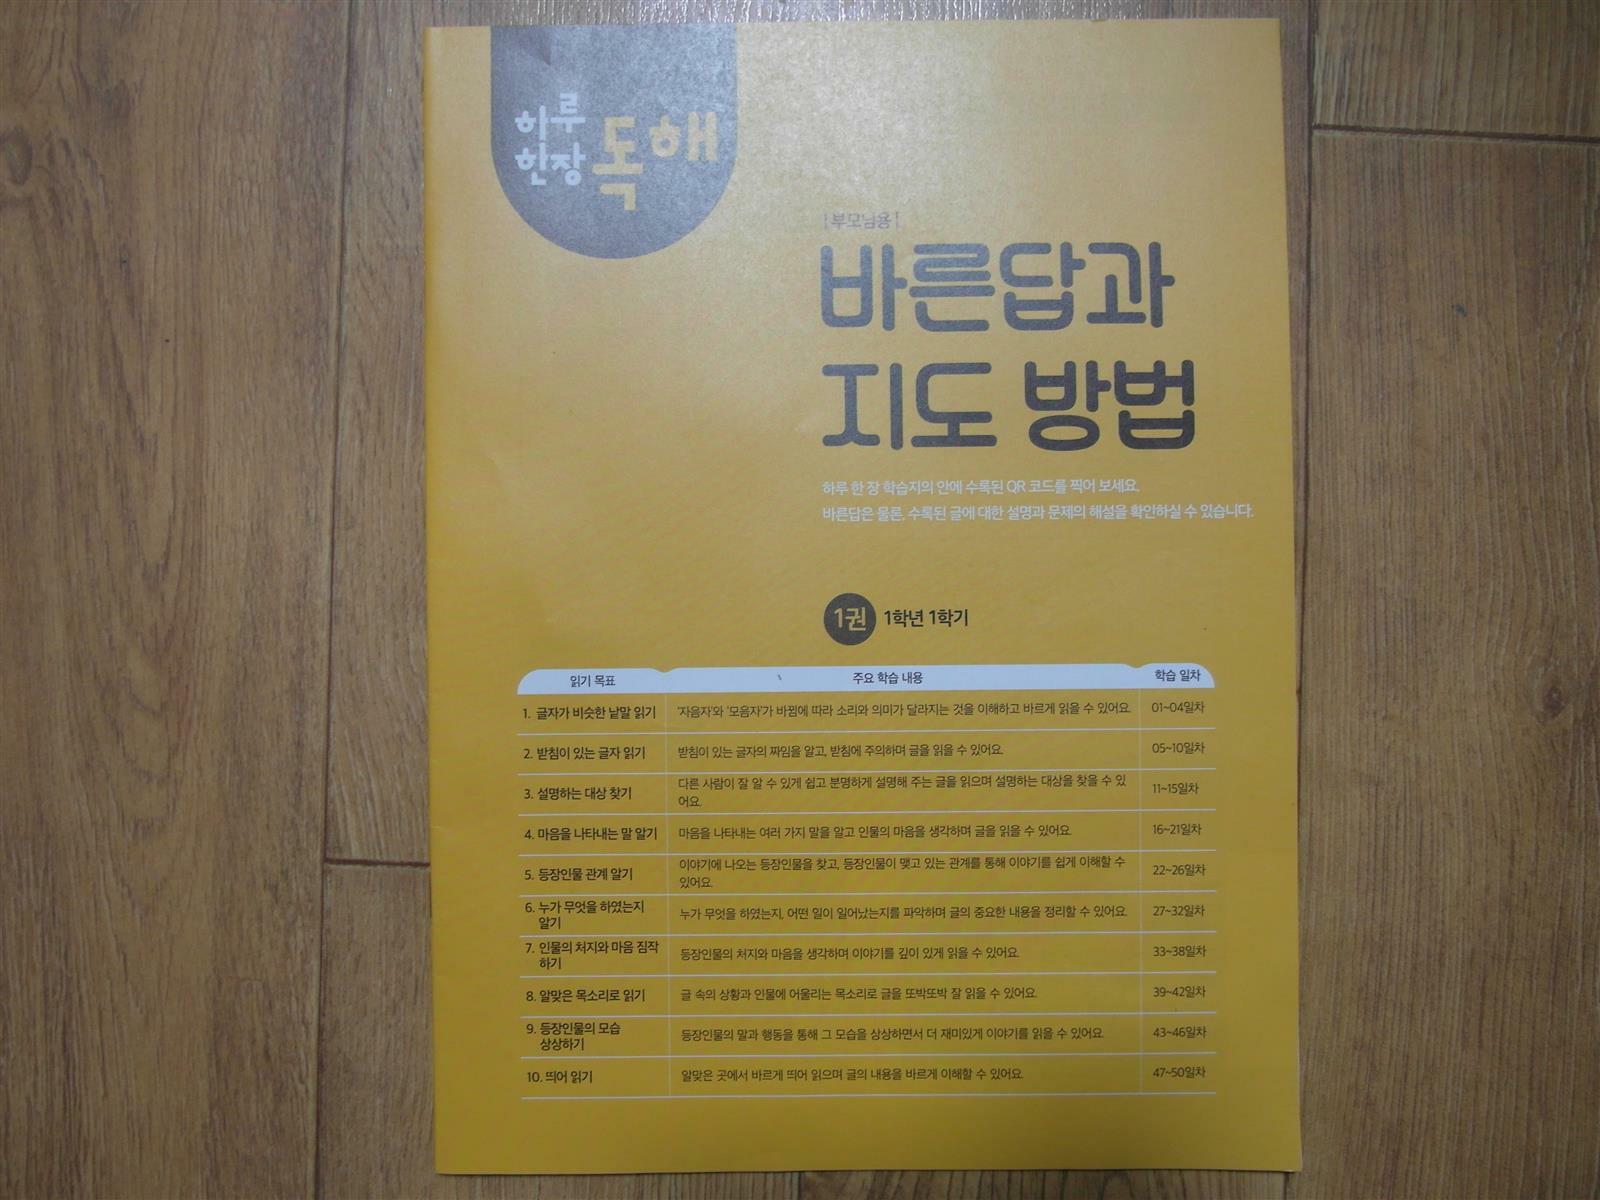 하루
한장 독해
| 부모님용 |
바른답과
지도 방법
하루 한 장 학습지의 안에 수록된 QR 코드를 찍어 보세요.
바른답은 물론, 수록된 글에 대한 설명과 문제의 해설을 확인하실 수 있습니다.
1권 1학년 1학기
읽기 목표 주요 학습 내용 학습 일차
1. 글자가 비슷한 낱말 읽기 '자음자'와 '모음자'가 바뀜에 따라 소리와 의미가 달라지는 것을 이해하고 바르게 읽을 수 있어요. 01~04일차
2. 받침이 있는 글자 읽기 받침이 있는 글자의 짜임을 알고, 받침에 주의하며 글을 읽을 수 있어요. 05~10일차
3. 설명하는 대상 찾기 다른 사람이 잘 알 수 있게 쉽고 분명하게 설명해 주는 글을 읽으며 설명하는 대상을 찾을 수 있
어요. 11~15일차
4. 마음을 나타내는 말 알기 마음을 나타내는 여러 가지 말을 알고 인물의 마음을 생각하며 글을 읽을 수 있어요. 16~21일차
5. 등장인물 관계 알기 이야기에 나오는 등장인물을 찾고, 등장인물이 맺고 있는 관계를 통해 이야기를 쉽게 이해할 수
있어요. 22~26일차
6. 누가 무엇을 하였는지
알기 누가 무엇을 하였는지, 어떤 일이 일어났는지를 파악하며 글의 중요한 내용을 정리할 수 있어요. 27~32일차
7. 인물의 처지와 마음 짐작
하기 등장인물의 처지와 마음을 생각하며 이야기를 깊이 있게 읽을 수 있어요. 33~38일차
8. 알맞은 목소리로 읽기 글 속의 상황과 인물에 어울리는 목소리로 글을 또박또박 잘 읽을 수 있어요. 39~42일차
9. 등장인물의 모습
상상하기 등장인물의 말과 행동을 통해 그 모습을 상상하면서 더 재미있게 이야기를 읽을 수 있어요. 43~46일차
10. 띄어 읽기 알맞은 곳에서 바르게 띄어 읽으며 글의 내용을 바르게 이해할 수 있어요. 47~50일차